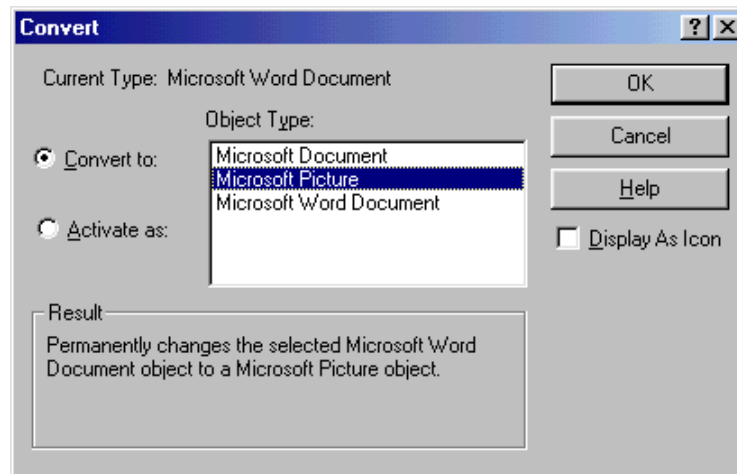 Convert
Current Type: Microsoft Word Document
OK
Object Type:
Cancel
Convert to:
Microsoft Document
Microsoft Picture
Microsoft Word Document
Help
Activate as:
Display As Icon
Result
Permanently changes the selected Microsoft Word
Document object to a Microsoft Picture object.